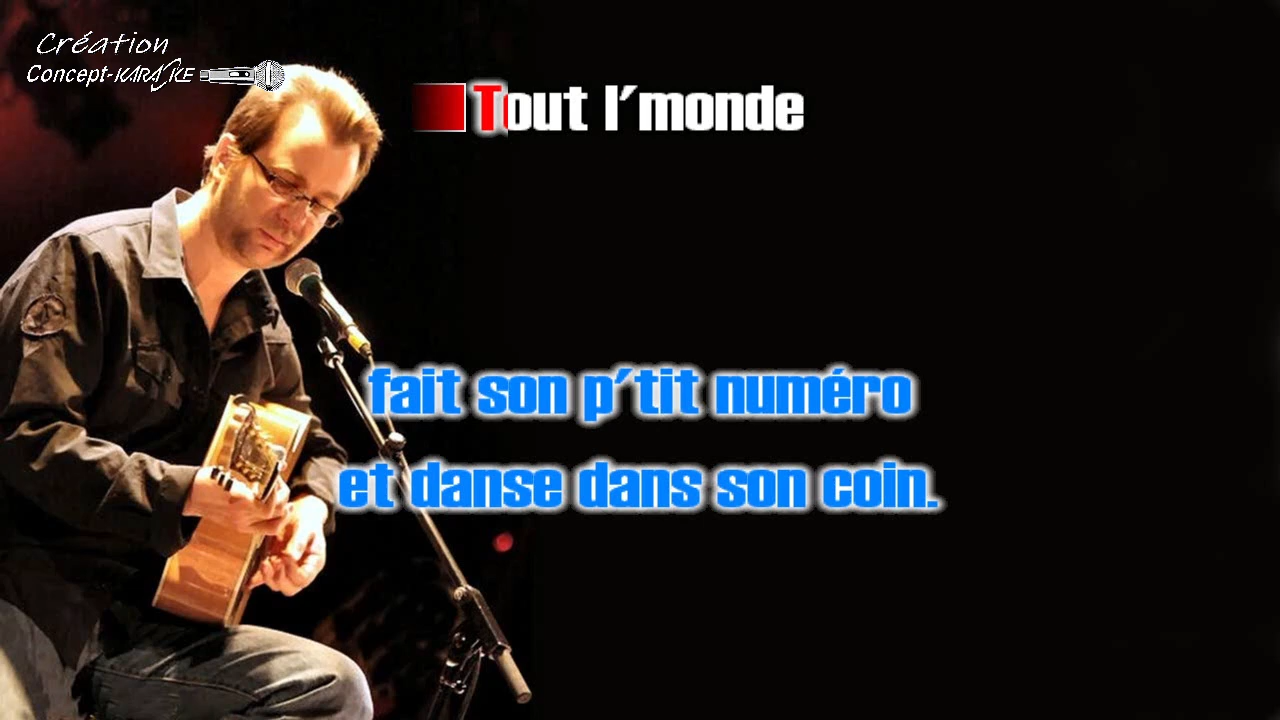 Création
Concept-KARAOKE
Tout l'monde
fait son p'tit numéro
et danse dans son coin.